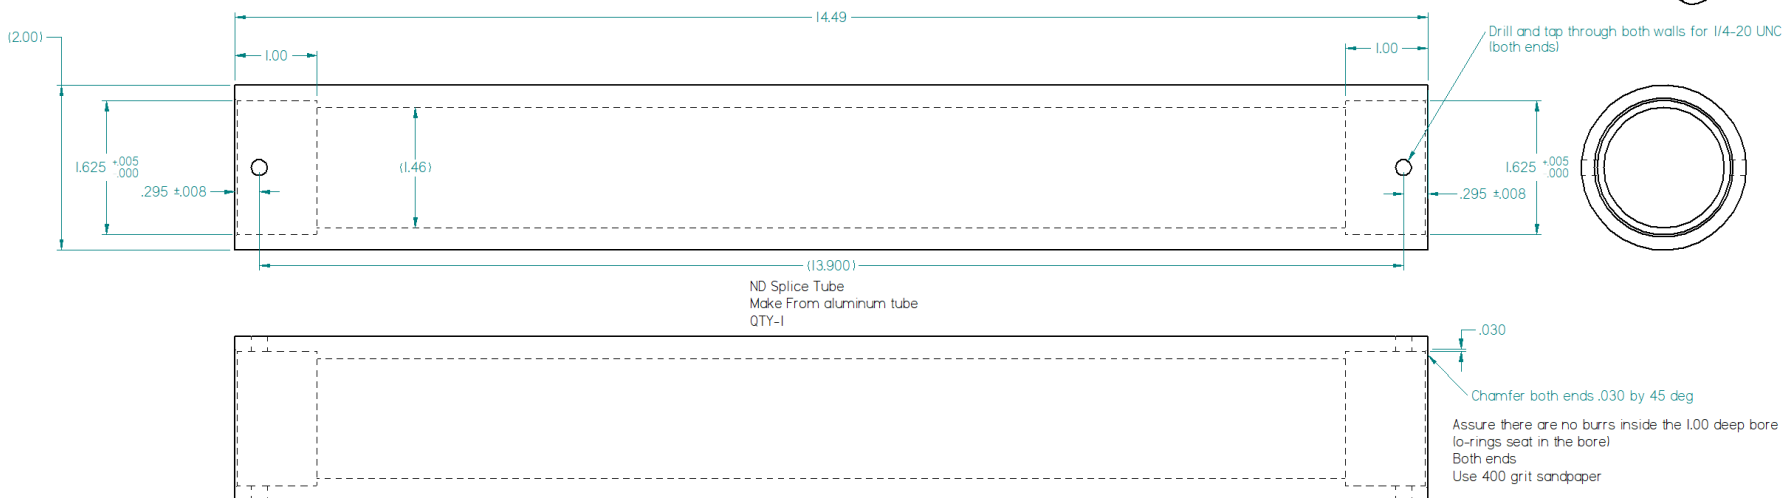 14.49
(2.00)
1.00
1.00
Drill and tap through both walls for 1/4-20 UNC
(both ends)
1.625 +.005 .000
(1.46)
1.625 +.005 .000
.295 ±.008
.295 ±.008
(13.900)
ND Splice Tube
Make From aluminum tube
QTY-1
.030
Chamfer both ends .030 by 45 deg
Assure there are no burrs inside the 1.00 deep bore
(o-rings seat in the bore)
Both ends
Use 400 grit sandpaper